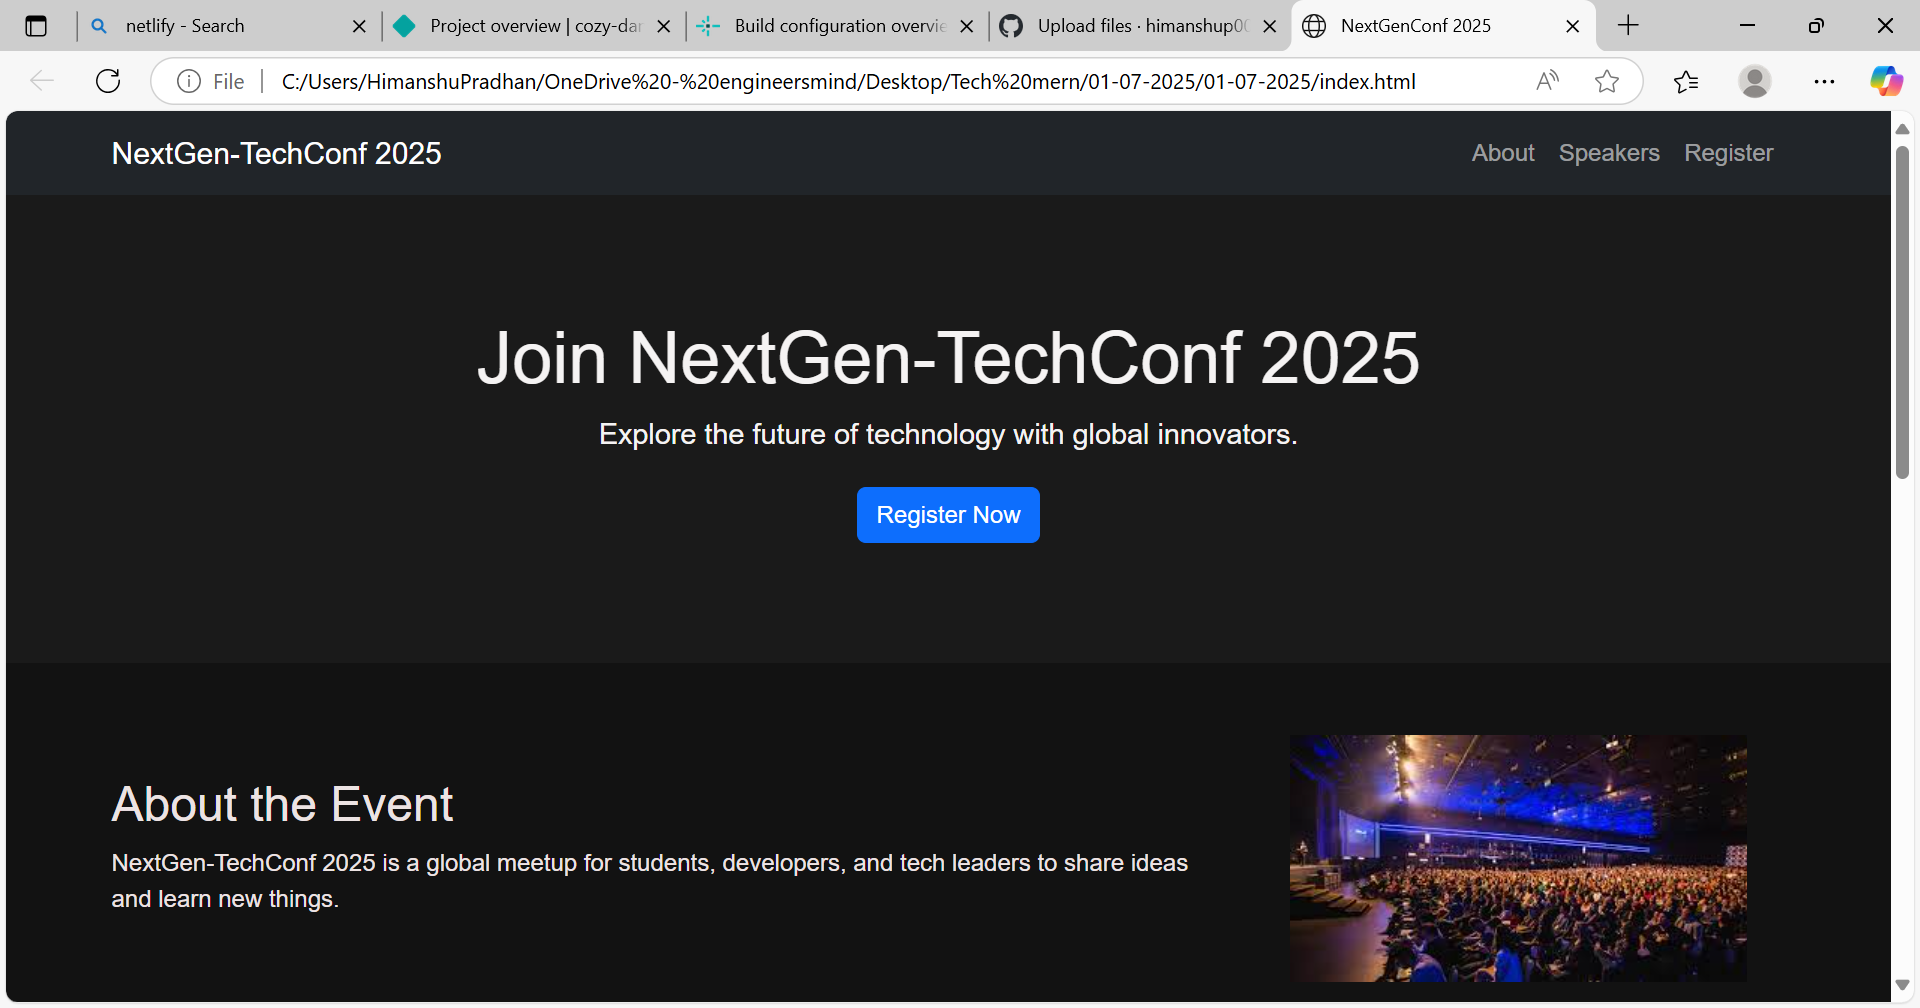 netlify - Search
Project overview | cozy-dar
Build configuration overvie
Upload files · himanshup00
NextGenConf 2025
File
C:/Users/HimanshuPradhan/OneDrive%20-%20engineersmind/Desktop/Tech%20mern/01-07-2025/01-07-2025/index.html
NextGen-TechConf 2025
About Speakers Register
Join NextGen-TechConf 2025
Explore the future of technology with global innovators.
Register Now
About the Event
NextGen-TechConf 2025 is a global meetup for students, developers, and tech leaders to share ideas
and learn new things.